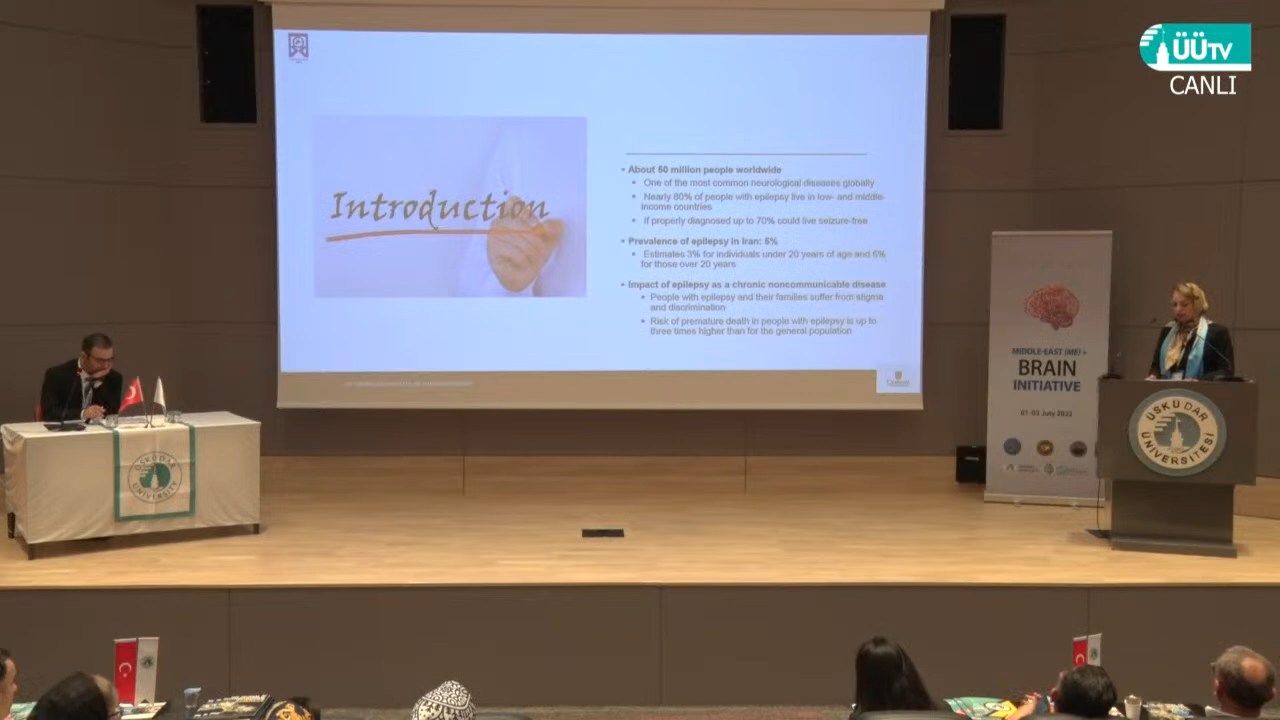 ÜÜTV
CANLI
Introduction
About 50 million people worldwide
One of the most common neurological diseases globally
Nearly 80% of people with epilepsy live in low- and middle-
income countries
If properly diagnosed up to 70% could live seizure-free
Prevalence of epilepsy in Iran: 5%
Estimates 3% for individuals under 20 years of age and 6%
for those over 20 years
Impact of epilepsy as a chronic noncommunicable disease
People with epilepsy and their families suffer from stigma
and discrimination
Risk of premature death in people with epilepsy is up to
three times higher than for the general population
MIDDLE-EAST (ME) +
BRAIN
INITIATIVE
01-03 July 2022
ÜSKÜDAR
ÜNİVERSİTESİ
ÜSKÜDAR
UNIVERSITY